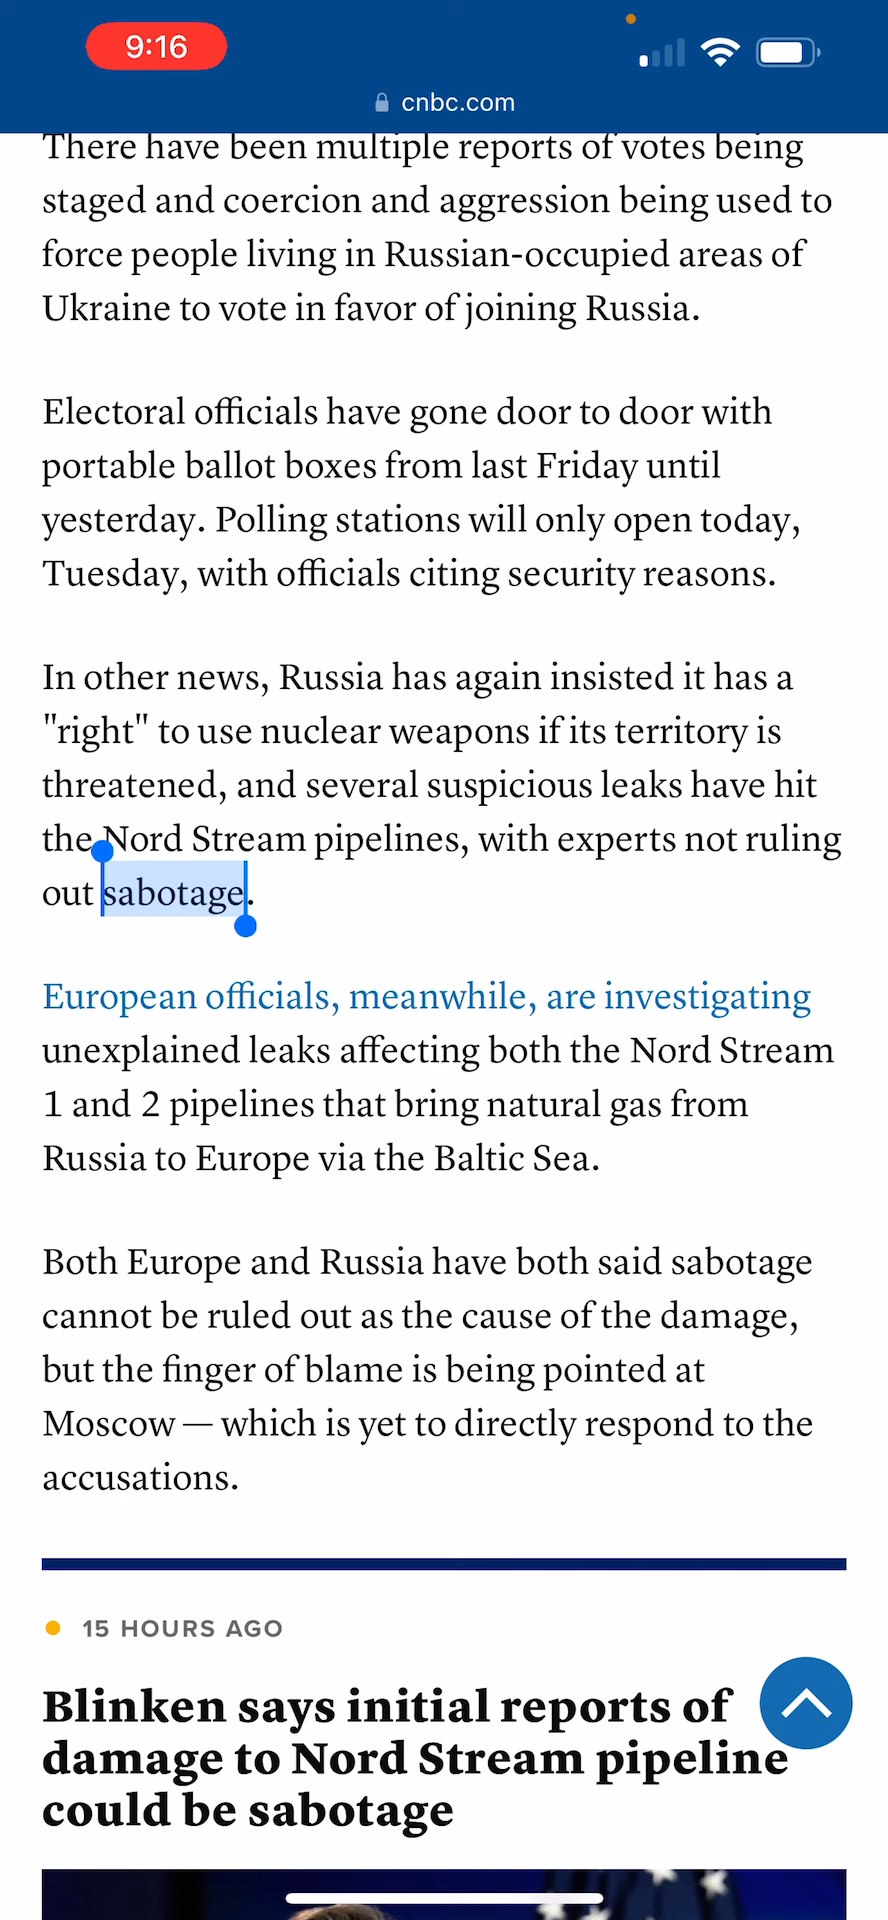 9:16
cnbc.com
There have been multiple reports of votes being
staged and coercion and aggression being used to
force people living in Russian-occupied areas of
Ukraine to vote in favor of joining Russia.
Electoral officials have gone door to door with
portable ballot boxes from last Friday until
yesterday. Polling stations will only open today,
Tuesday, with officials citing security reasons.
In other news, Russia has again insisted it has a
"right" to use nuclear weapons if its territory is
threatened, and several suspicious leaks have hit
the Nord Stream pipelines, with experts not ruling
out sabotage.
European officials, meanwhile, are investigating
unexplained leaks affecting both the Nord Stream
1 and 2 pipelines that bring natural gas from
Russia to Europe via the Baltic Sea.
Both Europe and Russia have both said sabotage
cannot be ruled out as the cause of the damage,
but the finger of blame is being pointed at
Moscow — which is yet to directly respond to the
accusations.
15 HOURS AGO
Blinken says initial reports of
damage to Nord Stream pipeline
could be sabotage